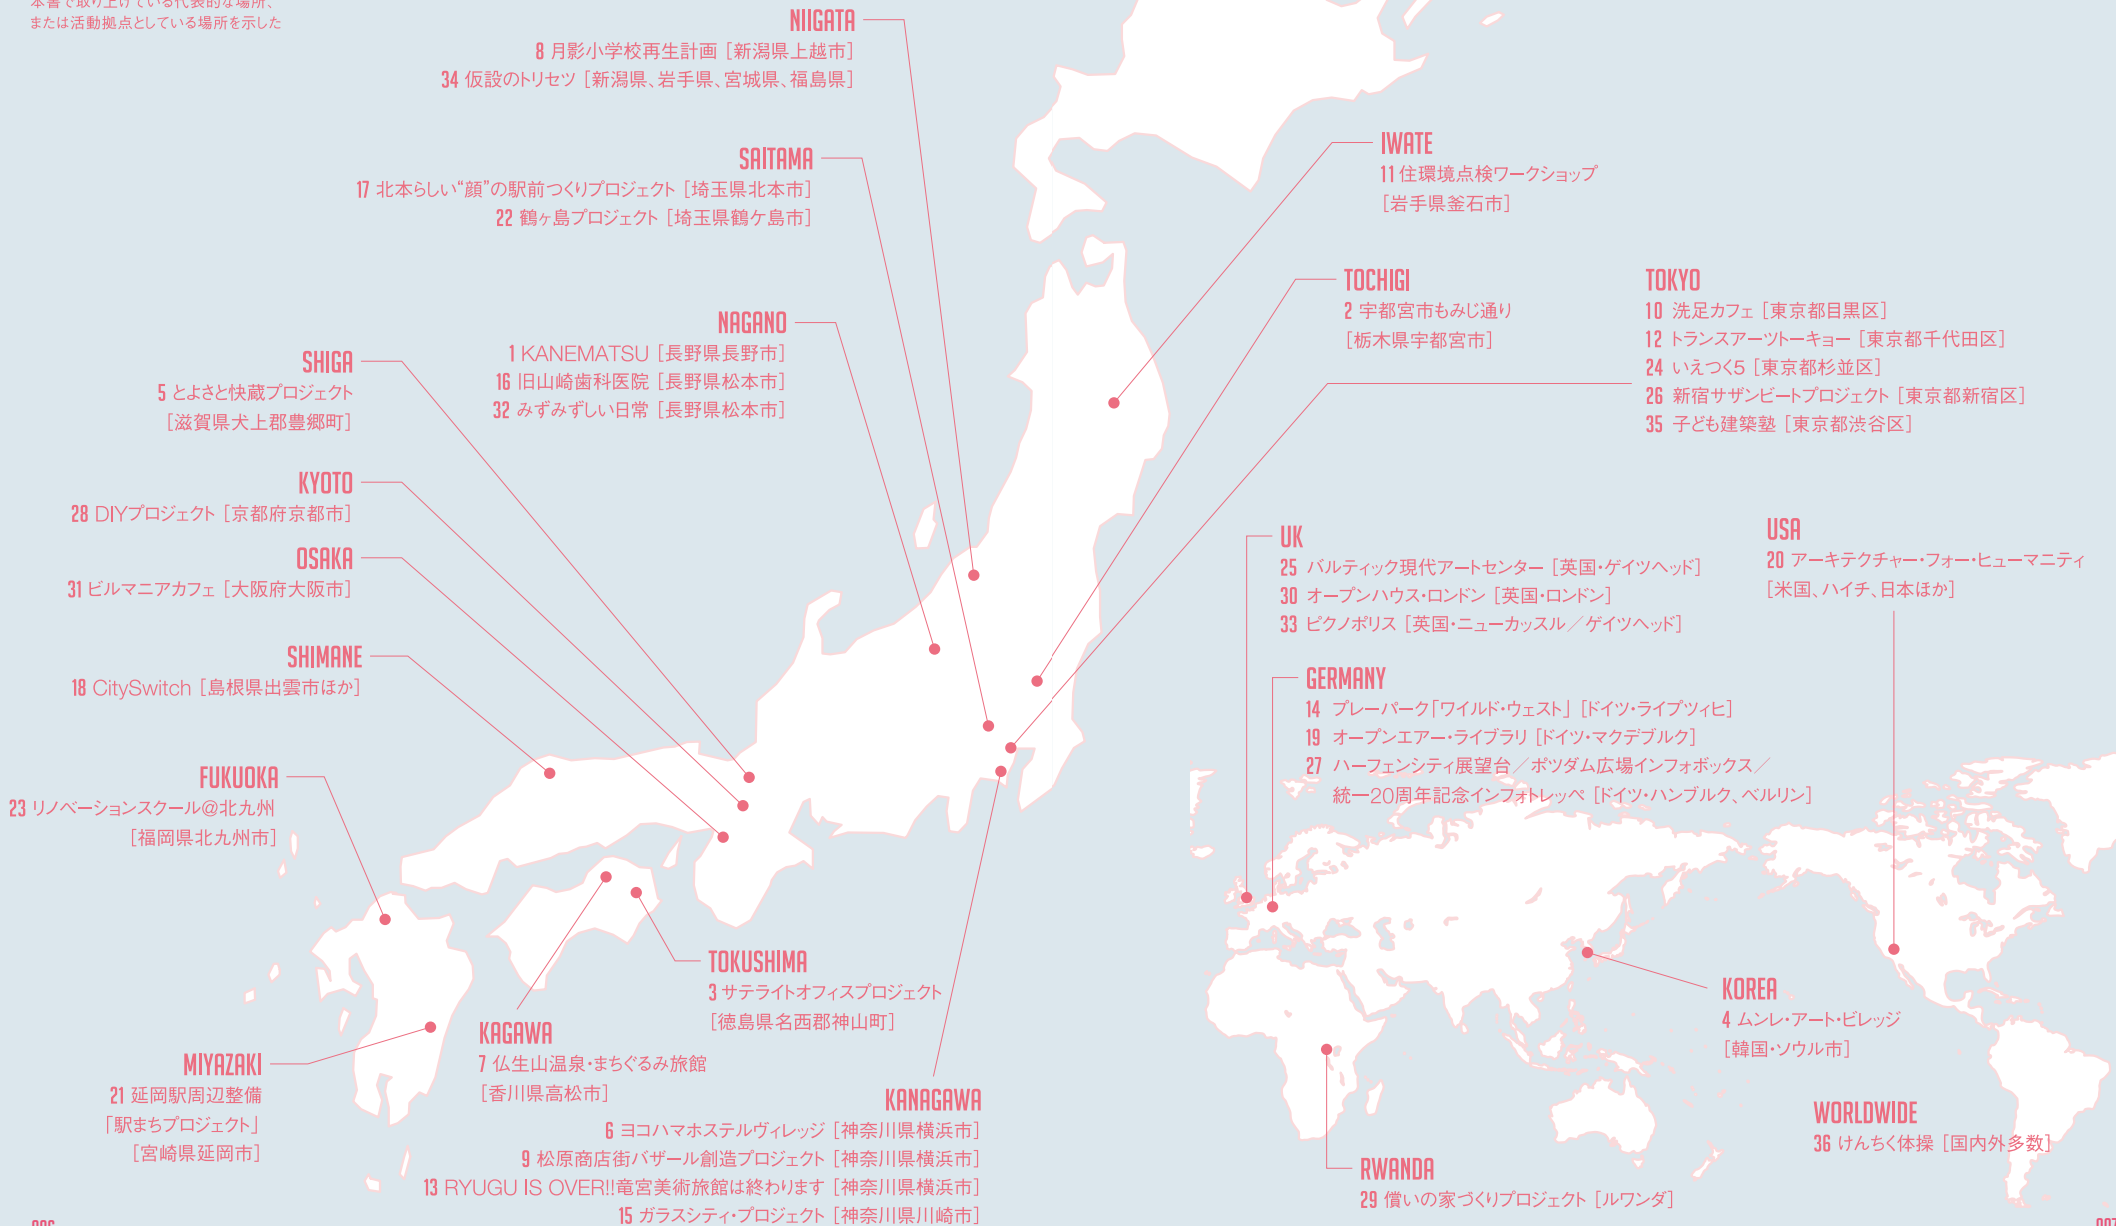 本書で取り上げている代表的な場所、
または活動拠点としている場所を示した
NIIGATA
8 月影小学校再生計画 [新潟県上越市]
34 仮設のトリセツ [新潟県、岩手県、宮城県、福島県]
SAITAMA
17 北本らしい“顔”の駅前つくりプロジェクト [埼玉県北本市]
22 鶴ヶ島プロジェクト [埼玉県鶴ケ島市]
NAGANO
1 KANEMATSU [長野県長野市]
16 旧山崎歯科医院 [長野県松本市]
32 みずみずしい日常 [長野県松本市]
SHIGA
5 とよさと快蔵プロジェクト
[滋賀県犬上郡豊郷町]
KYOTO
28 DIYプロジェクト [京都府京都市]
OSAKA
31 ビルマニアカフェ [大阪府大阪市]
SHIMANE
18 CitySwitch [島根県出雲市ほか]
FUKUOKA
23 リノベーションスクール@北九州
[福岡県北九州市]
MIYAZAKI
21 延岡駅周辺整備
「駅まちプロジェクト」
[宮崎県延岡市]
KAGAWA
7 仏生山温泉・まちぐるみ旅館
[香川県高松市]
TOKUSHIMA
3 サテライトオフィスプロジェクト
[徳島県名西郡神山町]
KANAGAWA
6 ヨコハマホステルヴィレッジ [神奈川県横浜市]
9 松原商店街バザール創造プロジェクト [神奈川県横浜市]
13 RYUGU IS OVER!!竜宮美術旅館は終わります [神奈川県横浜市]
15 ガラスシティ・プロジェクト [神奈川県川崎市]
IWATE
11 住環境点検ワークショップ
[岩手県釜石市]
TOCHIGI
2 宇都宮市もみじ通り
[栃木県宇都宮市]
TOKYO
10 洗足カフェ [東京都目黒区]
12 トランスアーツトーキョー [東京都千代田区]
24 いえつく5 [東京都杉並区]
26 新宿サザンビートプロジェクト [東京都新宿区]
35 子ども建築塾 [東京都渋谷区]
UK
25 バルティック現代アートセンター [英国・ゲイツヘッド]
30 オープンハウス・ロンドン [英国・ロンドン]
33 ピクノポリス [英国・ニューカッスル／ゲイツヘッド]
USA
20 アーキテクチャー・フォー・ヒューマニティ
[米国、ハイチ、日本ほか]
GERMANY
14 プレーパーク「ワイルド・ウェスト」 [ドイツ・ライプツィヒ]
19 オープンエアー・ライブラリ [ドイツ・マクデブルク]
27 ハーフェンシティ展望台／ポツダム広場インフォボックス／
統一20周年記念インフォトレッペ [ドイツ・ハンブルク、ベルリン]
KOREA
4 ムンレ・アート・ビレッジ
[韓国・ソウル市]
WORLDWIDE
36 けんちく体操 [国内外多数]
RWANDA
29 償いの家づくりプロジェクト [ルワンダ]